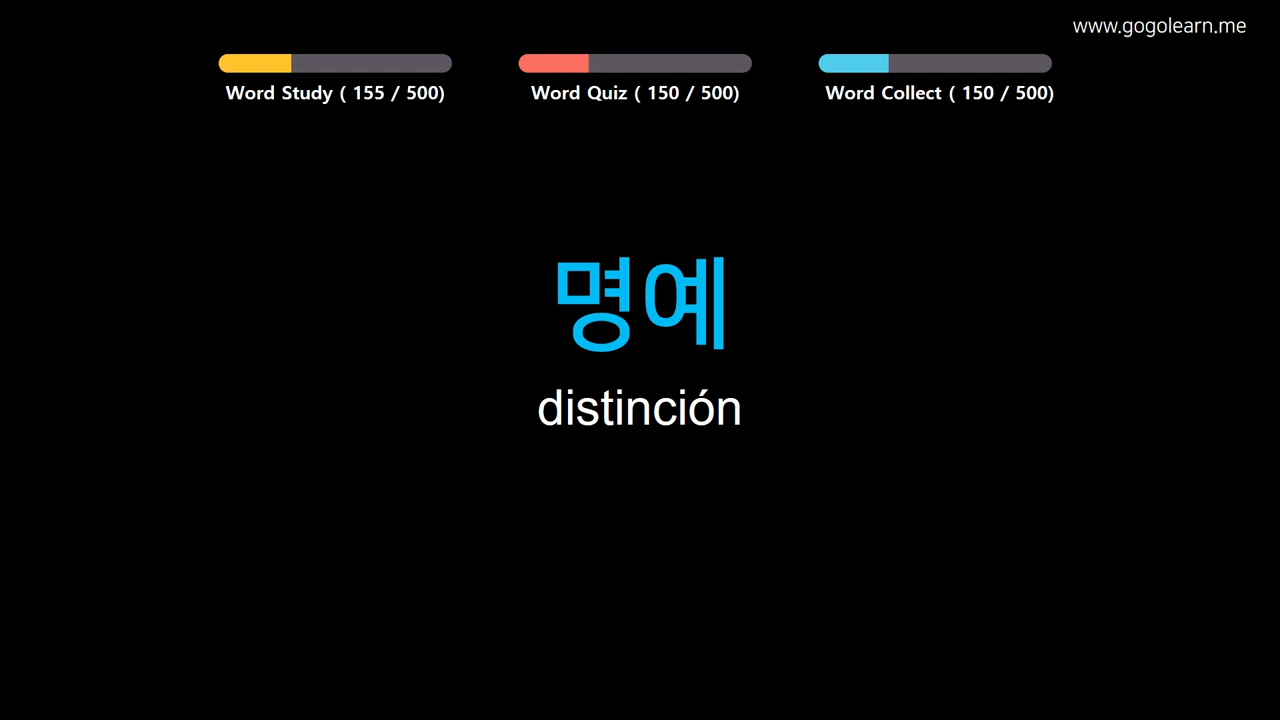 www.gogolearn.me
Word Study ( 155 / 500)
Word Quiz ( 150 / 500)
Word Collect ( 150 / 500)
명예
distinción